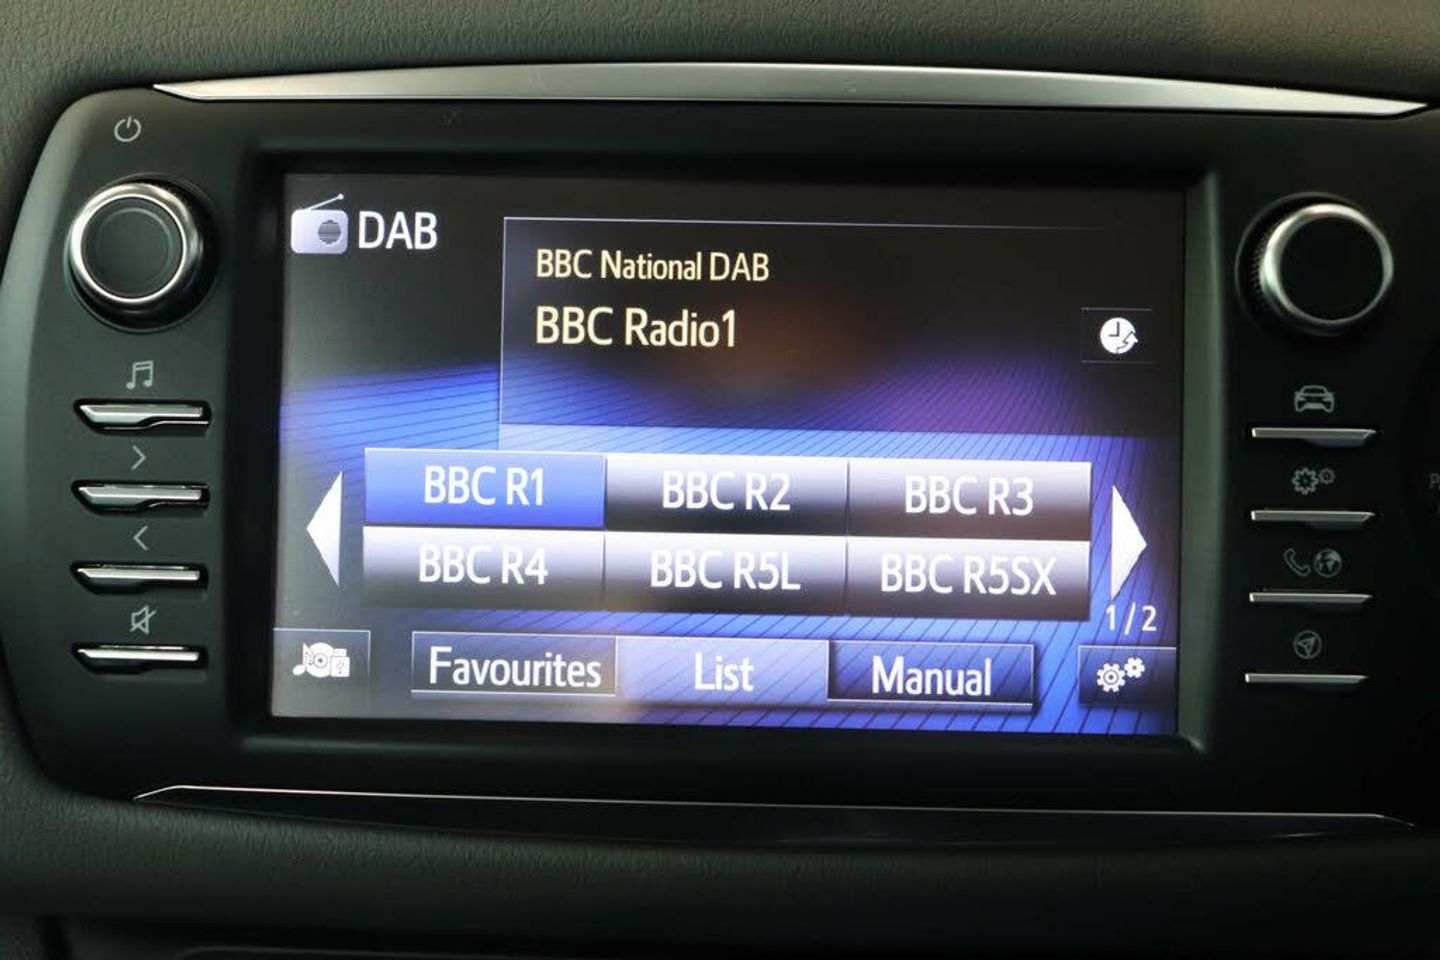 DAB
BBC National DAB
BBC Radio1
BBC R1 BBC R2 BBC R3
BBC R4 BBC R5L BBC R5SX
1/2
Favourites List Manual